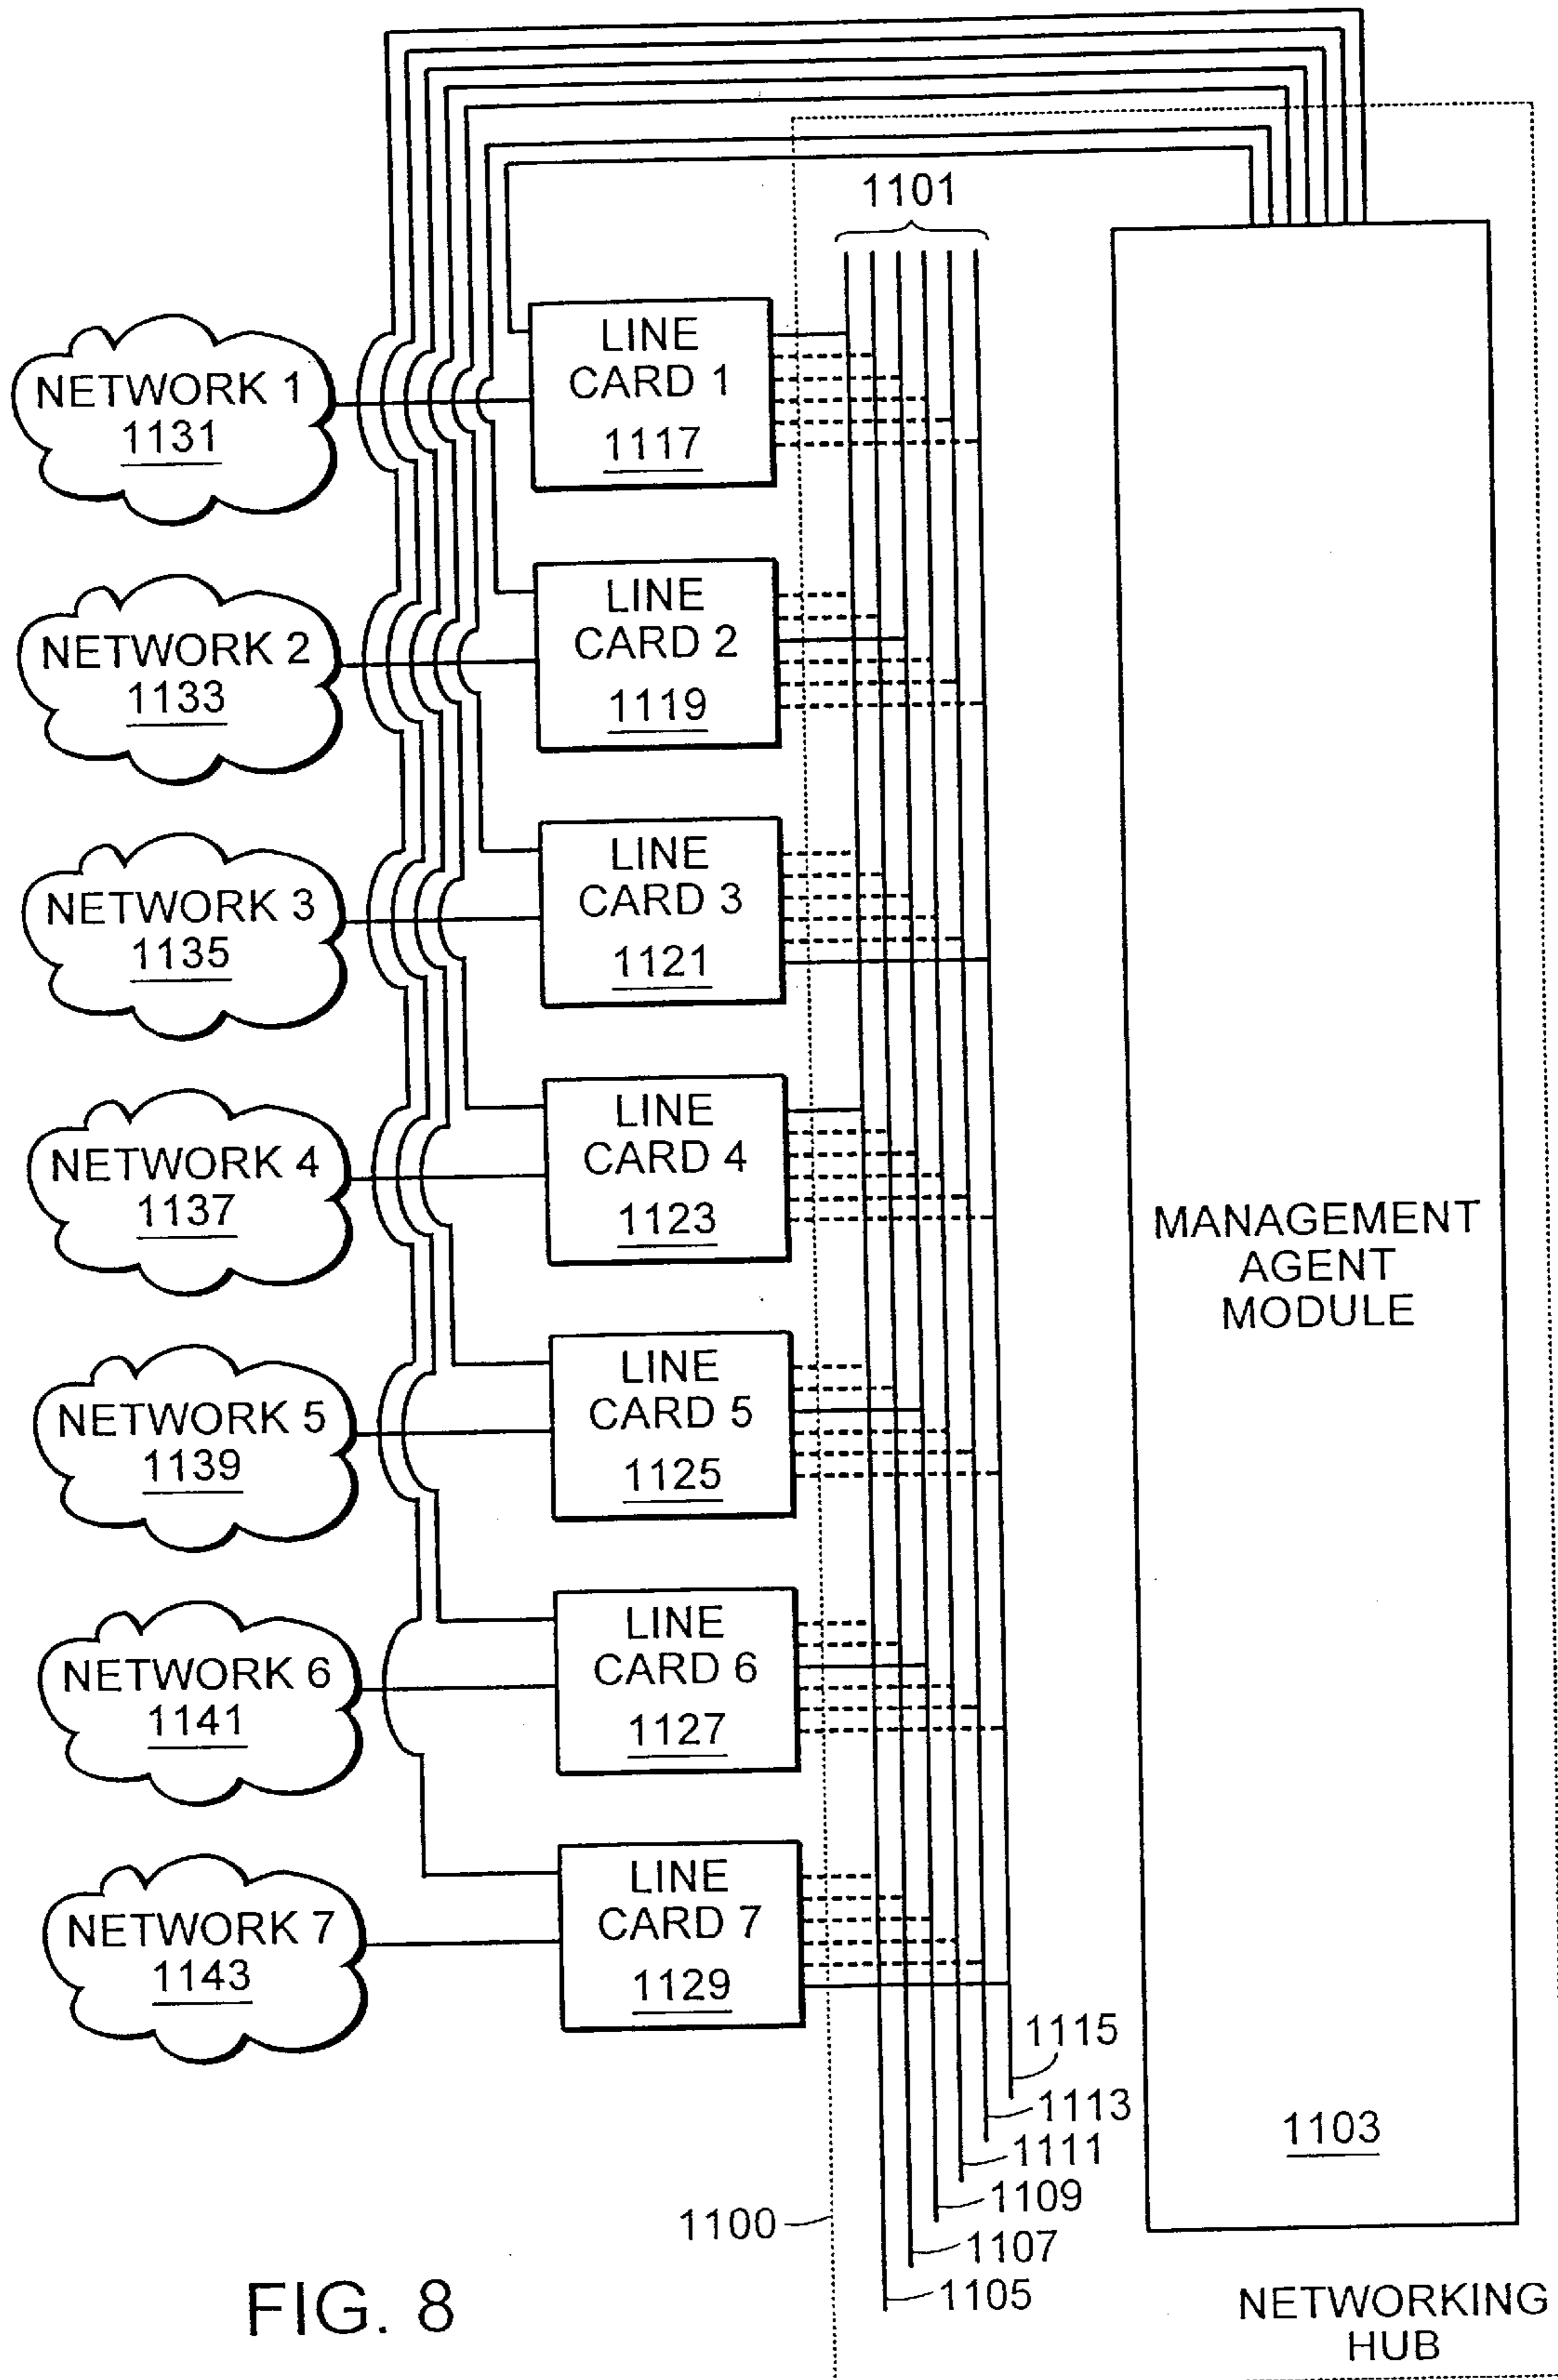 1101
NETWORK 1
1131
LINE
CARD 1
1117
NETWORK 2
1133
LINE
CARD 2
1119
NETWORK 3
1135
LINE
CARD 3
1121
NETWORK 4
1137
LINE
CARD 4
1123
MANAGEMENT
AGENT
MODULE
NETWORK 5
1139
LINE
CARD 5
1125
NETWORK 6
1141
LINE
CARD 6
1127
NETWORK 7
1143
LINE
CARD 7
1129
1115
1113
1111
1109
1107
1105
1103
1100
FIG. 8
NETWORKING
HUB